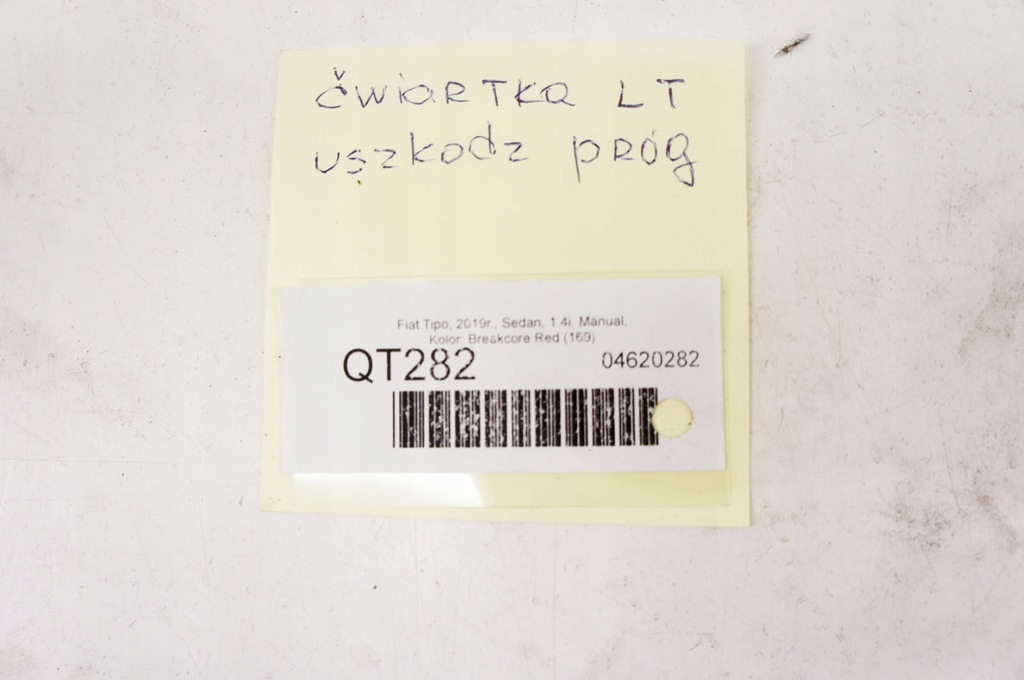 ćwiartka LT
uszkodz próg
Fiat Tipo, 2019r., Sedan, 1.4i, Manual,
Kolor: Breakcore Red (169)
QT282
04620282